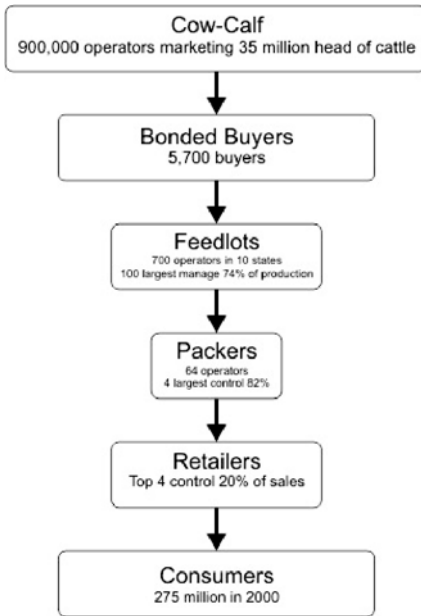 Cow-Calf
900,000 operators marketing 35 million head of cattle
Bonded Buyers
5,700 buyers
Feedlots
700 operators in 10 states
100 largest manage 74% of production
Packers
64 operators
4 largest control 82%
Retailers
Top 4 control 20% of sales
Consumers
275 million in 2000